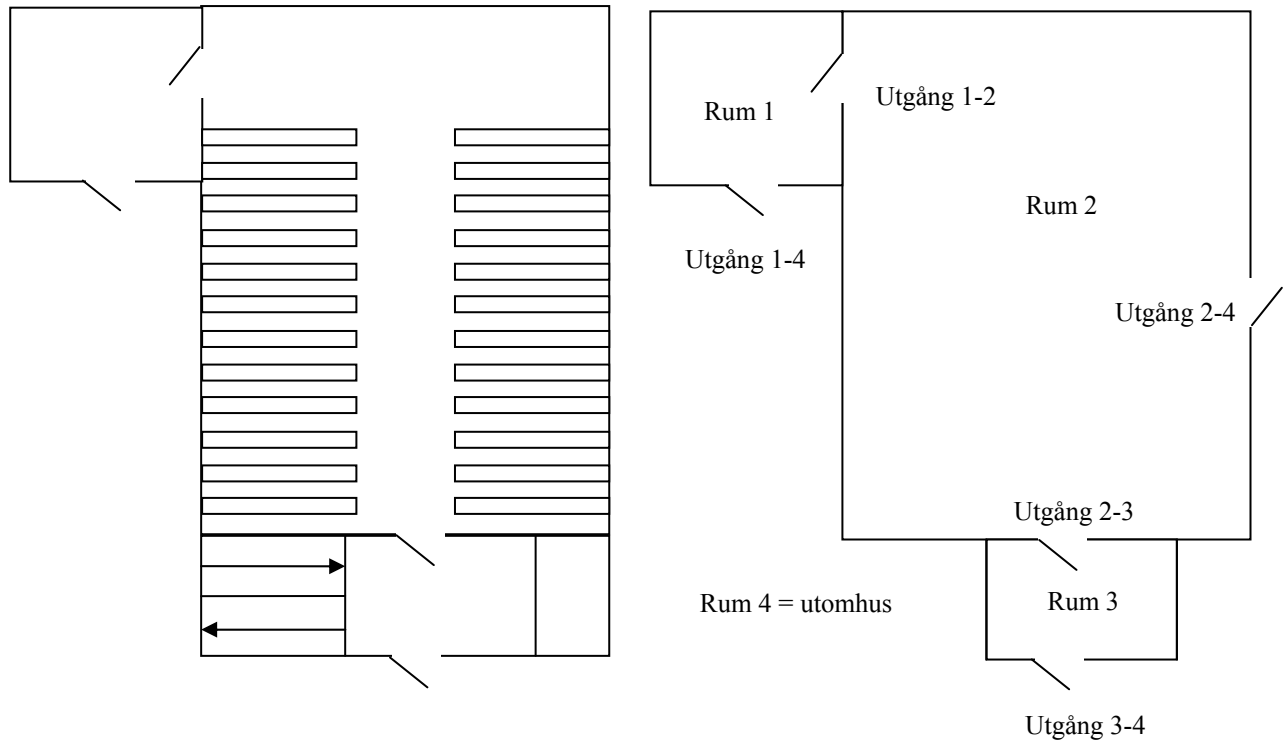 Utgång 1-2
Rum 1
Rum 2
Utgång 1-4
Utgång 2-4
Utgång 2-3
Rum 4 = utomhus
Rum 3
Utgång 3-4